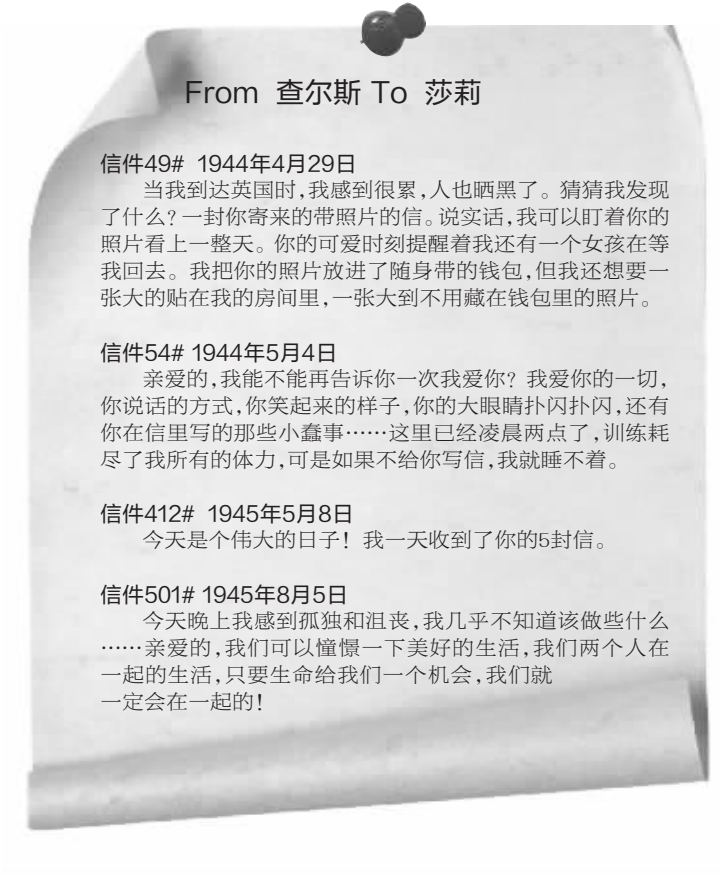 From 查尔斯 To 莎莉
信件49# 1944年4月29日
当我到达英国时，我感到很累，人也晒黑了。猜猜我发现
了什么？一封你寄来的带照片的信。说实话，我可以盯着你的
照片看上一整天。你的可爱时刻提醒着我还有一个女孩在等
我回去。我把你的照片放进了随身带的钱包，但我还想要一
张大的贴在我的房间里，一张大到不用藏在钱包里的照片。
信件54# 1944年5月4日
亲爱的，我能不能再告诉你一次我爱你？我爱你的一切，
你说话的方式，你笑起来的样子，你的大眼睛扑闪扑闪，还有
你在信里写的那些小蠢事……这里已经凌晨两点了，训练耗
尽了我所有的体力，可是如果不给你写信，我就睡不着。
信件412# 1945年5月8日
今天是个伟大的日子！我一天收到了你的5封信。
信件501# 1945年8月5日
今天晚上我感到孤独和沮丧，我几乎不知道该做些什么
……亲爱的，我们可以憧憬一下美好的生活，我们两个人在
一起的生活，只要生命给我们一个机会，我们就
一定会在一起的！